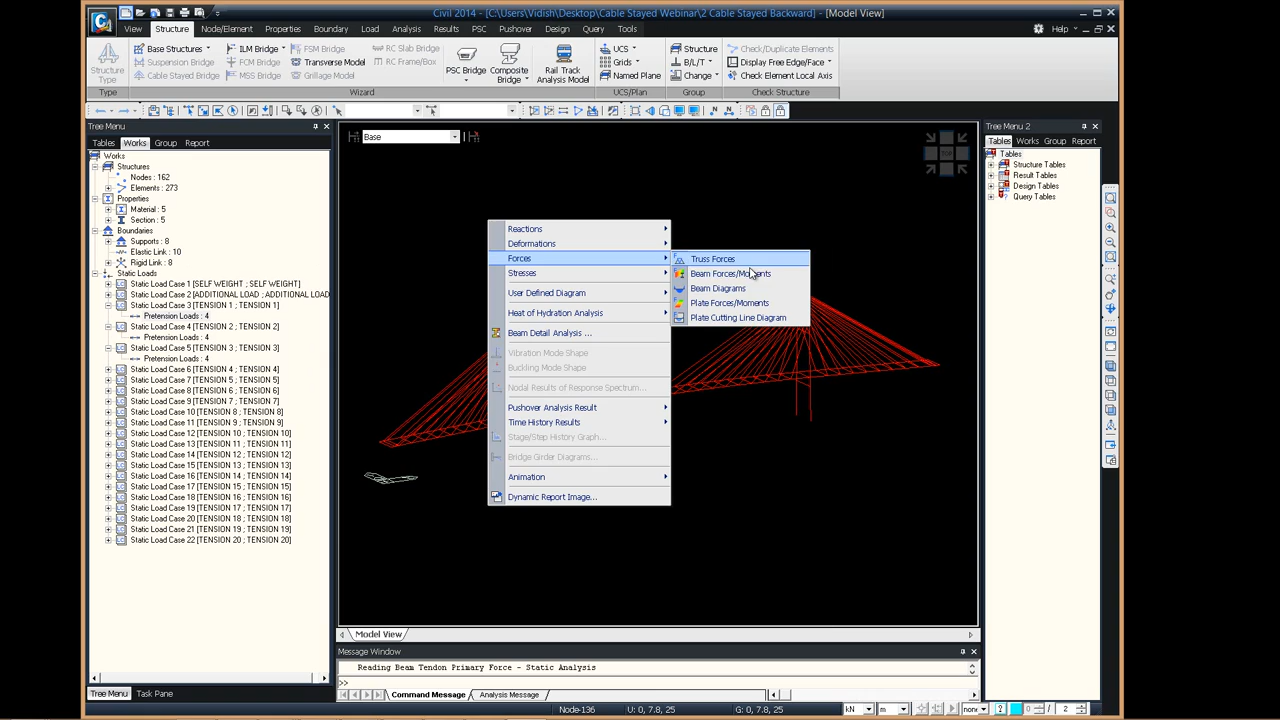 Civil 2014 - [C:\Users\Vidish\Desktop\Cable Stayed Webinar\2 Cable Stayed Backward] - [Model View]
View Structure Node/Element Properties Boundary Load Analysis Results PSC Pushover Design Query Tools Help
Structure Type
Base Structures
Suspension Bridge
Cable Stayed Bridge
ILM Bridge
FCM Bridge
MSS Bridge
FSM Bridge
Transverse Model
Grillage Model
RC Slab Bridge
RC Frame/Box
PSC Bridge
Composite Bridge
Rail Track Analysis Model
UCS
Grids
Named Plane
Structure
B/L/T
Change
Check/Duplicate Elements
Display Free Edge/Face
Check Element Local Axis
Type Wizard UCS/Plan Group Check Structure
Tree Menu
Tables Works Group Report
Works
Structures
Nodes : 162
Elements : 273
Properties
Material : 5
Section : 5
Boundaries
Supports : 8
Elastic Link : 10
Rigid Link : 8
Static Loads
Static Load Case 1 [SELF WEIGHT ; SELF WEIGHT]
Static Load Case 2 [ADDITIONAL LOAD ; ADDITIONAL LOAD
Static Load Case 3 [TENSION 1 ; TENSION 1]
Pretension Loads : 4
Static Load Case 4 [TENSION 2 ; TENSION 2]
Pretension Loads : 4
Static Load Case 5 [TENSION 3 ; TENSION 3]
Pretension Loads : 4
Static Load Case 6 [TENSION 4 ; TENSION 4]
Static Load Case 7 [TENSION 5 ; TENSION 5]
Static Load Case 8 [TENSION 6 ; TENSION 6]
Static Load Case 9 [TENSION 7 ; TENSION 7]
Static Load Case 10 [TENSION 8 ; TENSION 8]
Static Load Case 11 [TENSION 9 ; TENSION 9]
Static Load Case 12 [TENSION 10 ; TENSION 10]
Static Load Case 13 [TENSION 11 ; TENSION 11]
Static Load Case 14 [TENSION 12 ; TENSION 12]
Static Load Case 15 [TENSION 13 ; TENSION 13]
Static Load Case 16 [TENSION 14 ; TENSION 14]
Static Load Case 17 [TENSION 15 ; TENSION 15]
Static Load Case 18 [TENSION 16 ; TENSION 16]
Static Load Case 19 [TENSION 17 ; TENSION 17]
Static Load Case 20 [TENSION 18 ; TENSION 18]
Static Load Case 21 [TENSION 19 ; TENSION 19]
Static Load Case 22 [TENSION 20 ; TENSION 20]
Tree Menu Task Pane
Base
Reactions
Deformations
Forces
Stresses
User Defined Diagram
Heat of Hydration Analysis
Beam Detail Analysis ...
Vibration Mode Shape
Buckling Mode Shape
Nodal Results of Response Spectrum...
Pushover Analysis Result
Time History Results
Stage/Step History Graph...
Bridge Girder Diagrams...
Animation
Dynamic Report Image...
Truss Forces
Beam Forces/Moments
Beam Diagrams
Plate Forces/Moments
Plate Cutting Line Diagram
Model View
Message Window
Reading Beam Tendon Primary Force - Static Analysis
>>
Command Message Analysis Message
Tree Menu 2
Tables Works Group Report
Tables
Structure Tables
Result Tables
Design Tables
Query Tables
Node-136 U: 0, 7.8, 25 G: 0, 7.8, 25 kN m none 0 / 2